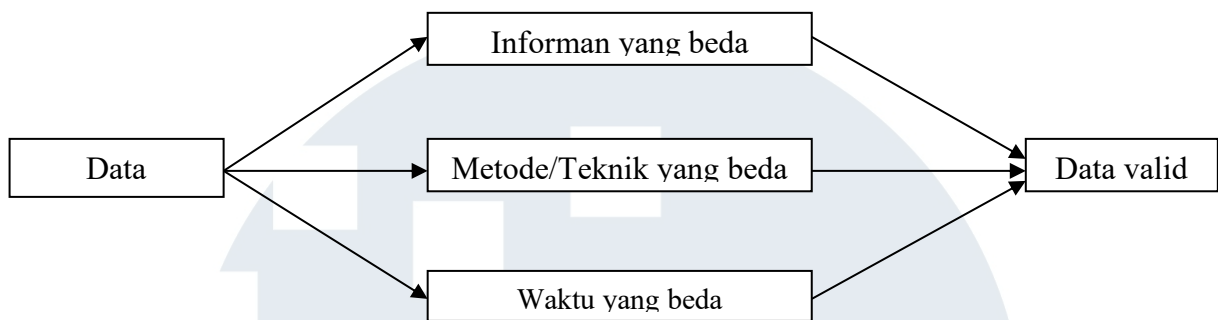 Informan yang beda
Data
Metode/Teknik yang beda
Data valid
Waktu yang beda